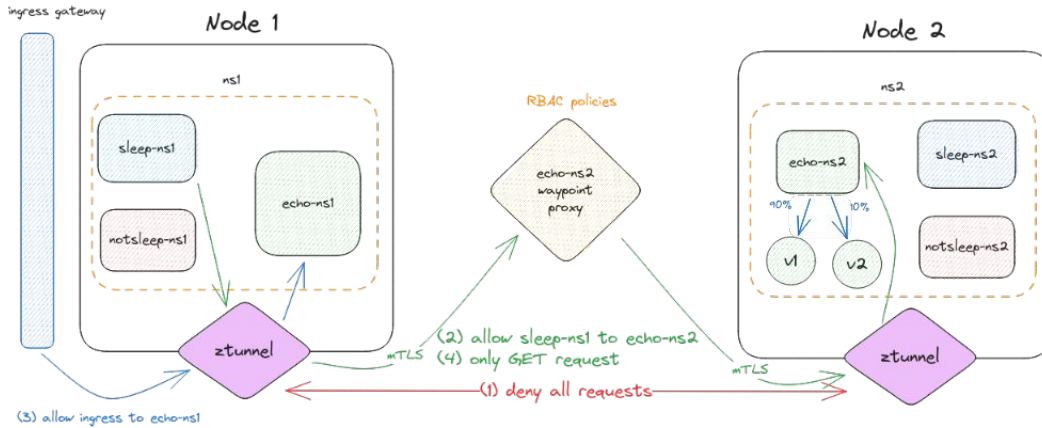 ingress gateway
Node 1
Node 2
ns1
ns2
RBAC policies
sleep-ns1
echo-ns1
notsleep-ns1
echo-ns2
waypoint
proxy
echo-ns2
sleep-ns2
90%
10%
v1
v2
notsleep-ns2
ztunnel
mTLS
(2) allow sleep-ns1 to echo-ns2
(4) only GET request
mTLS
ztunnel
(1) deny all requests
(3) allow ingress to echo-ns1